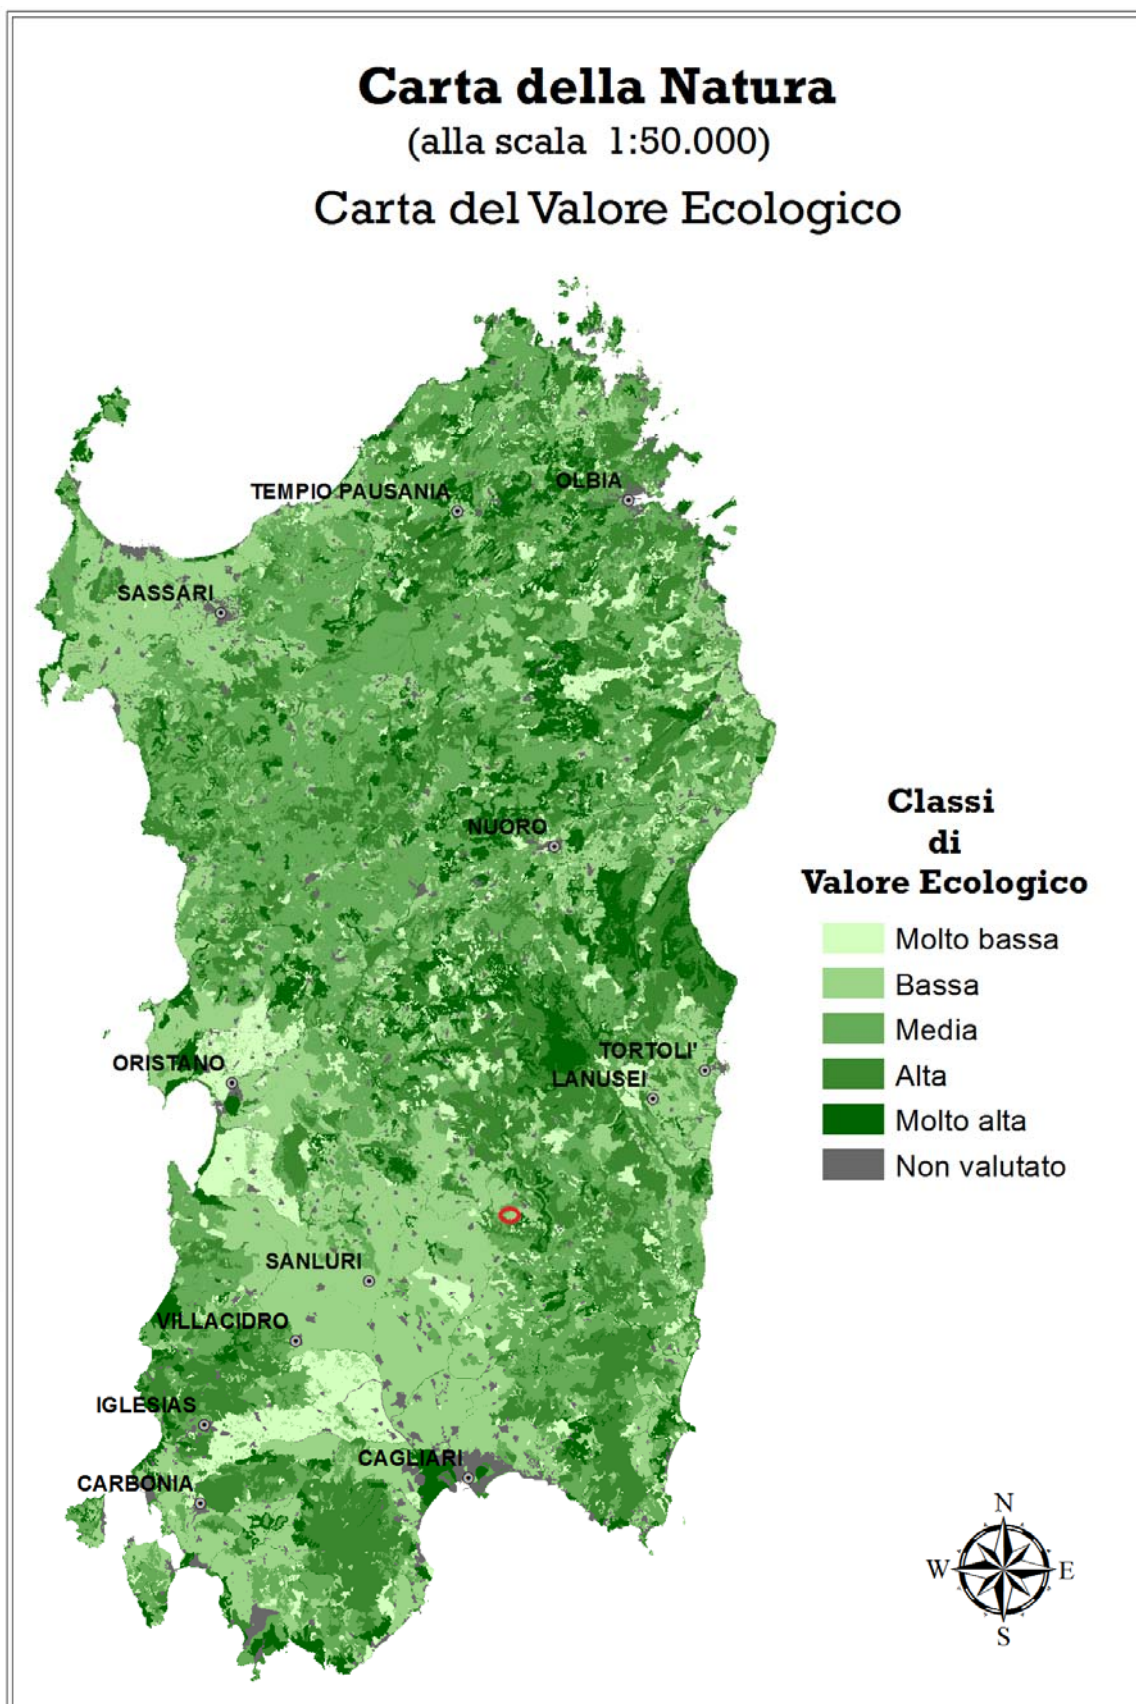 Carta della Natura
(alla scala 1:50.000)
Carta del Valore Ecologico
TEMPIO PAUSANIA
OLBIA
SASSARI
NUORO
ORISTANO
TORTOLI'
LANUSEI
SANLURI
VILLACIDRO
IGLESIAS
CAGLIARI
CARBONIA
Classi
di
Valore Ecologico
Molto bassa
Bassa
Media
Alta
Molto alta
Non valutato
N
W E
S